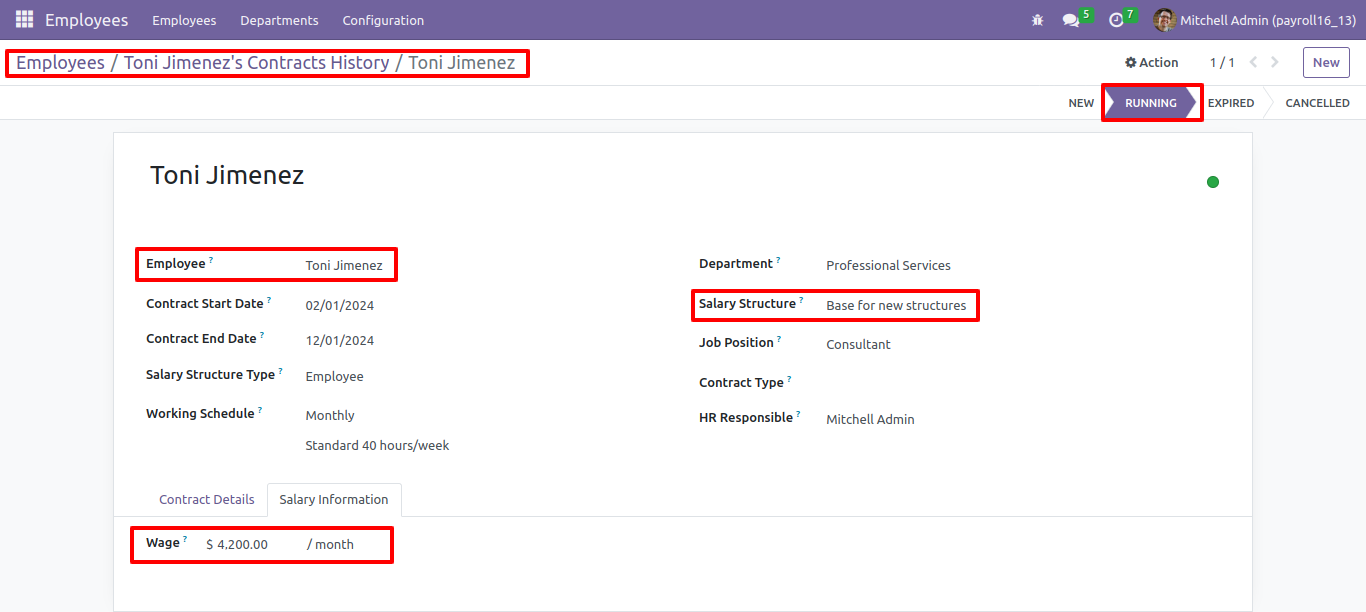 Employees Employees Departments Configuration 5 7 Mitchell Admin (payroll16_13)
Employees / Toni Jimenez's Contracts History / Toni Jimenez Action 1 / 1 New
NEW RUNNING EXPIRED CANCELLED
Toni Jimenez
Employee ? Toni Jimenez Department ? Professional Services
Contract Start Date ? 02/01/2024 Salary Structure ? Base for new structures
Contract End Date ? 12/01/2024 Job Position ? Consultant
Salary Structure Type ? Employee Contract Type ?
Working Schedule ? Monthly HR Responsible ? Mitchell Admin
Standard 40 hours/week
Contract Details Salary Information
Wage ? $ 4,200.00 / month